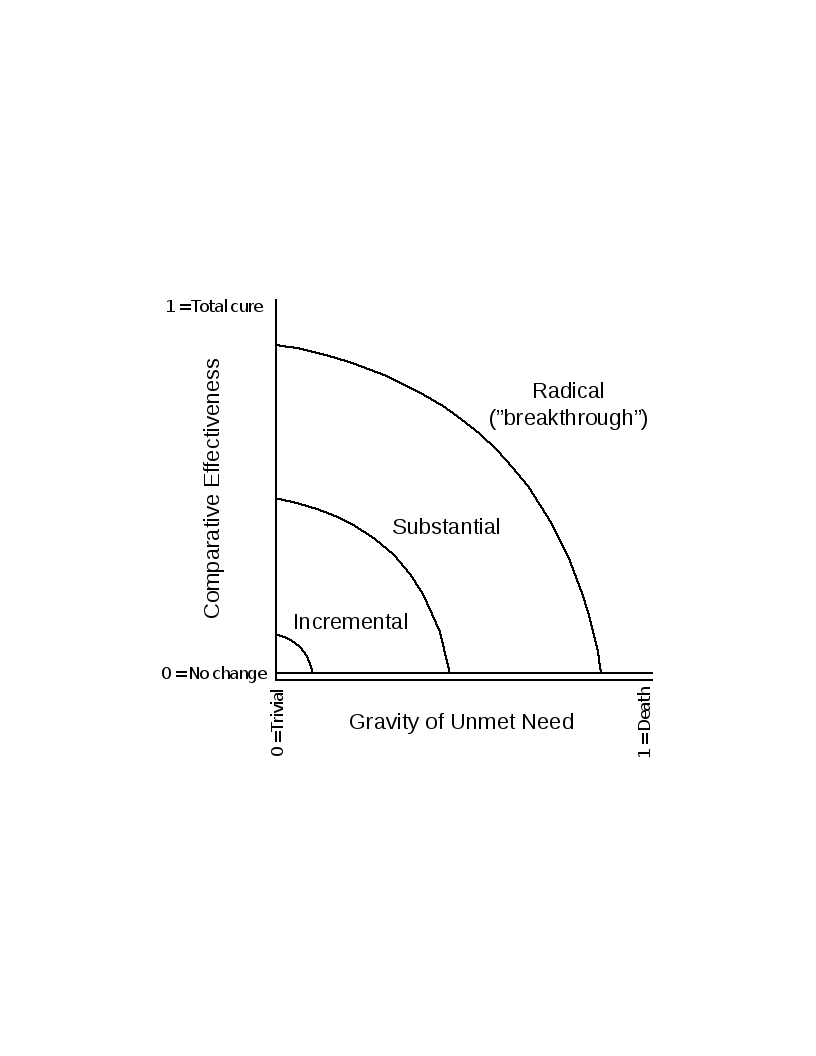 1 =Total cure
Comparative Effectiveness
Radical
(”breakthrough”)
Substantial
Incremental
0 =No change
0 =Trivial
Gravity of Unmet Need
1 =Death